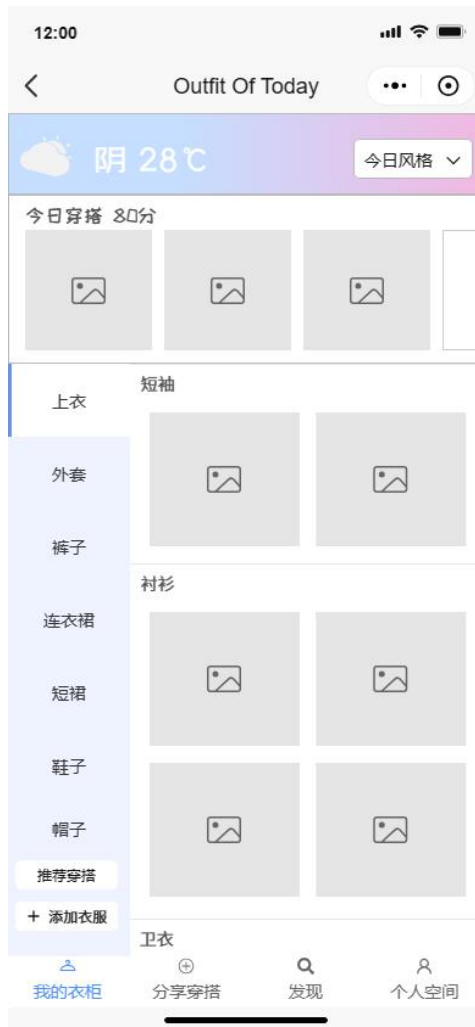 12:00
Outfit Of Today
阴 28℃
今日风格
今日穿搭 80分
上衣
短袖
外套
裤子
衬衫
连衣裙
短裙
鞋子
帽子
推荐穿搭
+ 添加衣服
卫衣
我的衣柜 分享穿搭 发现 个人空间